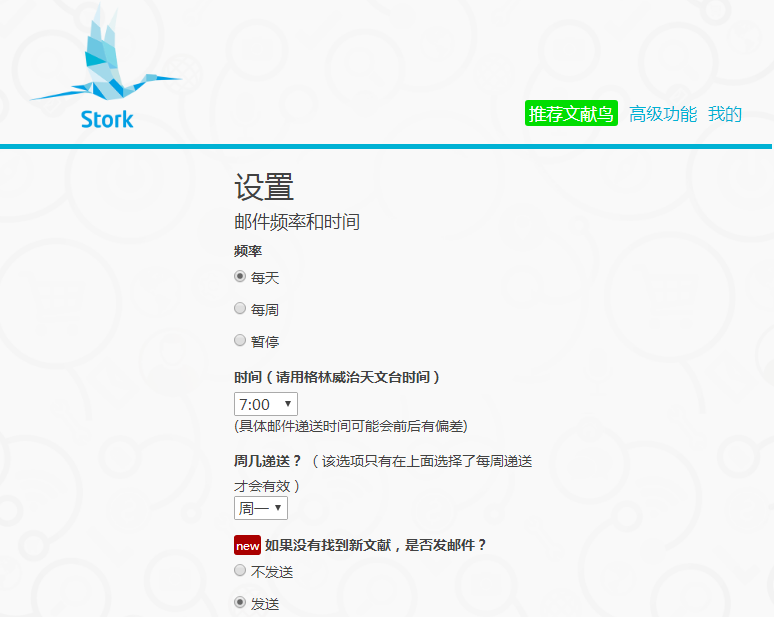 Stork
推荐文献鸟 高级功能 我的
设置
邮件频率和时间
频率
每天
每周
暂停
时间（请用格林威治天文台时间）
7:00
(具体邮件递送时间可能会前后有偏差)
周几递送？（该选项只有在上面选择了每周递送
才会有效）
周一
new 如果没有找到新文献，是否发邮件？
不发送
发送